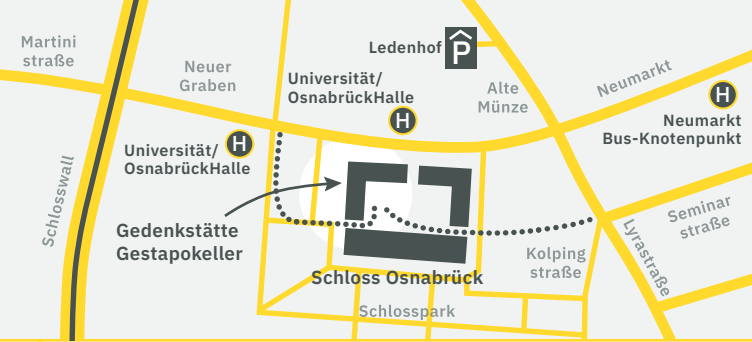 Martini
straße
Neuer
Graben
Ledenhof
P
Universität/
OsnabrückHalle
H
Alte
Münze
Neumarkt
H
Neumarkt
Bus-Knotenpunkt
Universität/
OsnabrückHalle
H
Schlosswall
Gedenkstätte
Gestapokeller
Schloss Osnabrück
Schlosspark
Kolping
straße
Lyrastraße
Seminar
straße